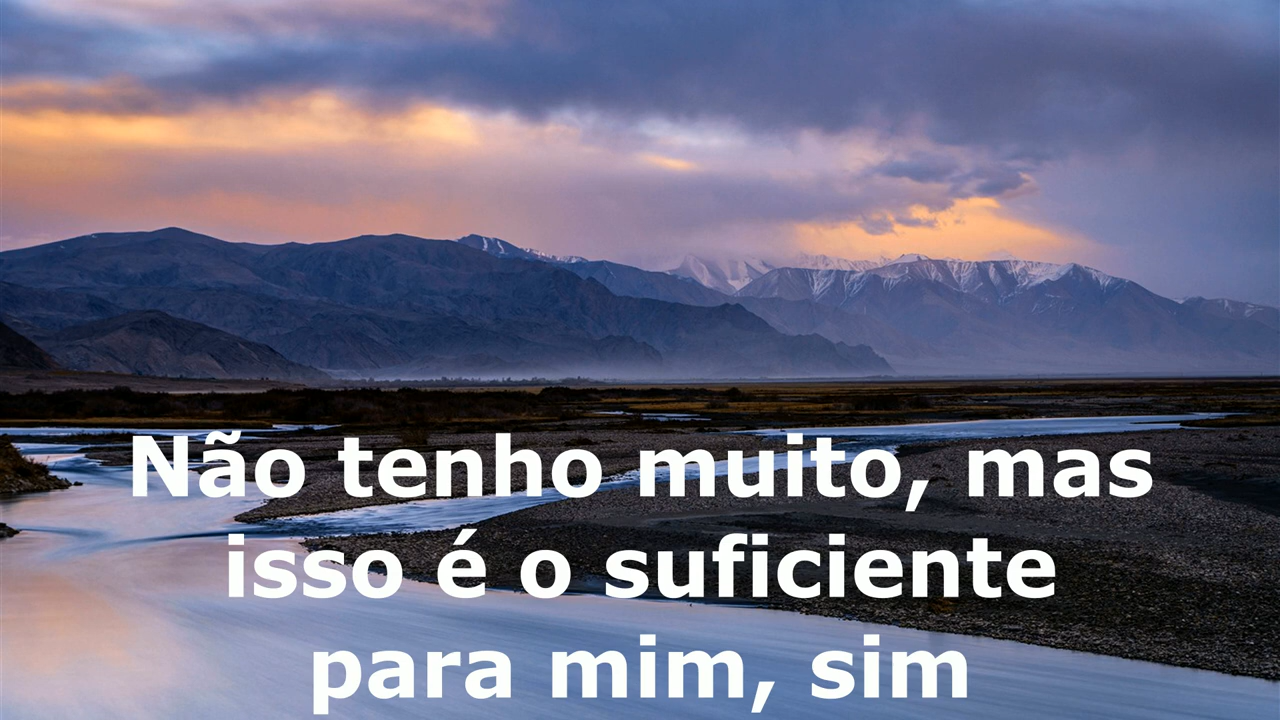 Não tenho muito, mas
isso é o suficiente
para mim, sim